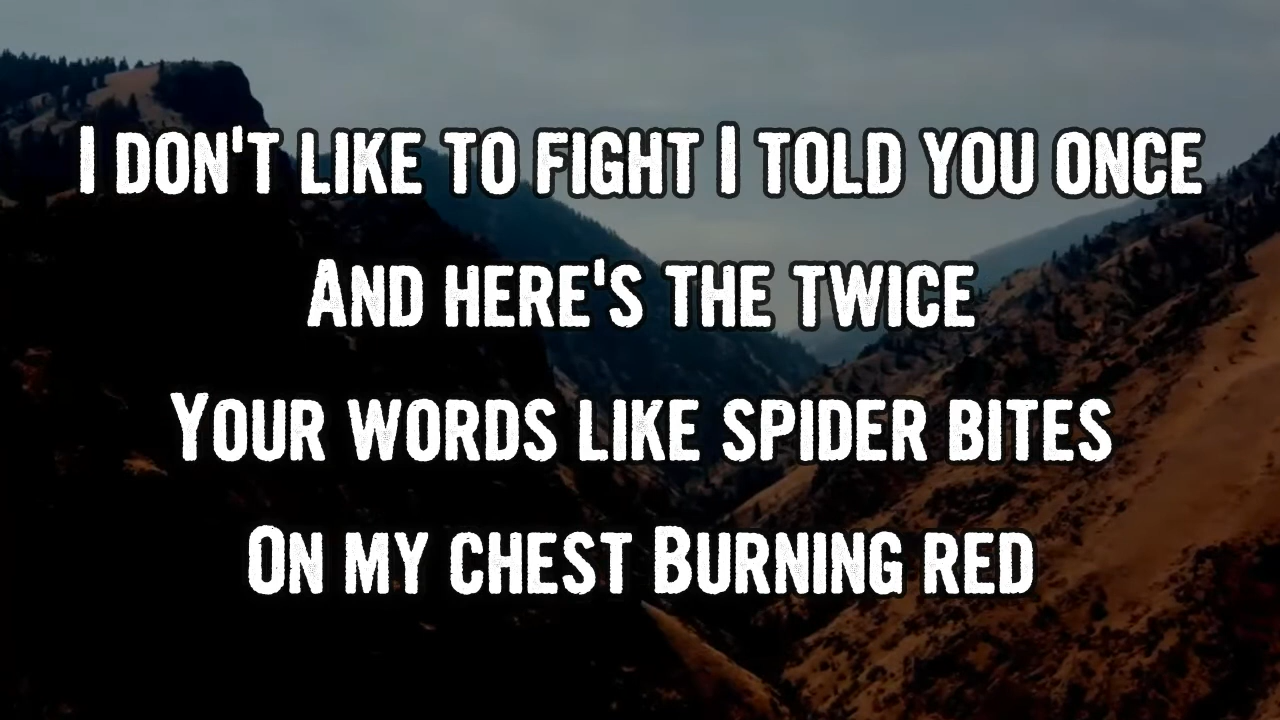 I DON'T LIKE TO FIGHT I TOLD YOU ONCE
AND HERE'S THE TWICE
YOUR WORDS LIKE SPIDER BITES
ON MY CHEST BURNING RED